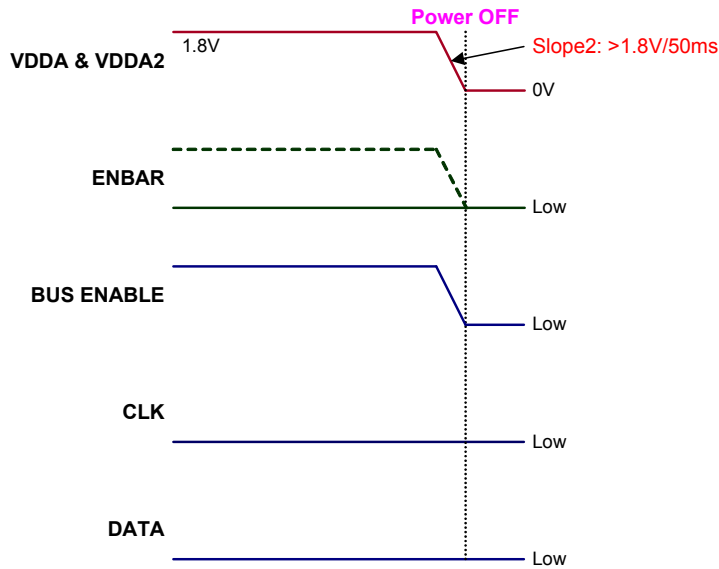 Power OFF
1.8V
Slope2: >1.8V/50ms
VDDA & VDDA2
0V
ENBAR
Low
BUS ENABLE
Low
CLK
Low
DATA
Low